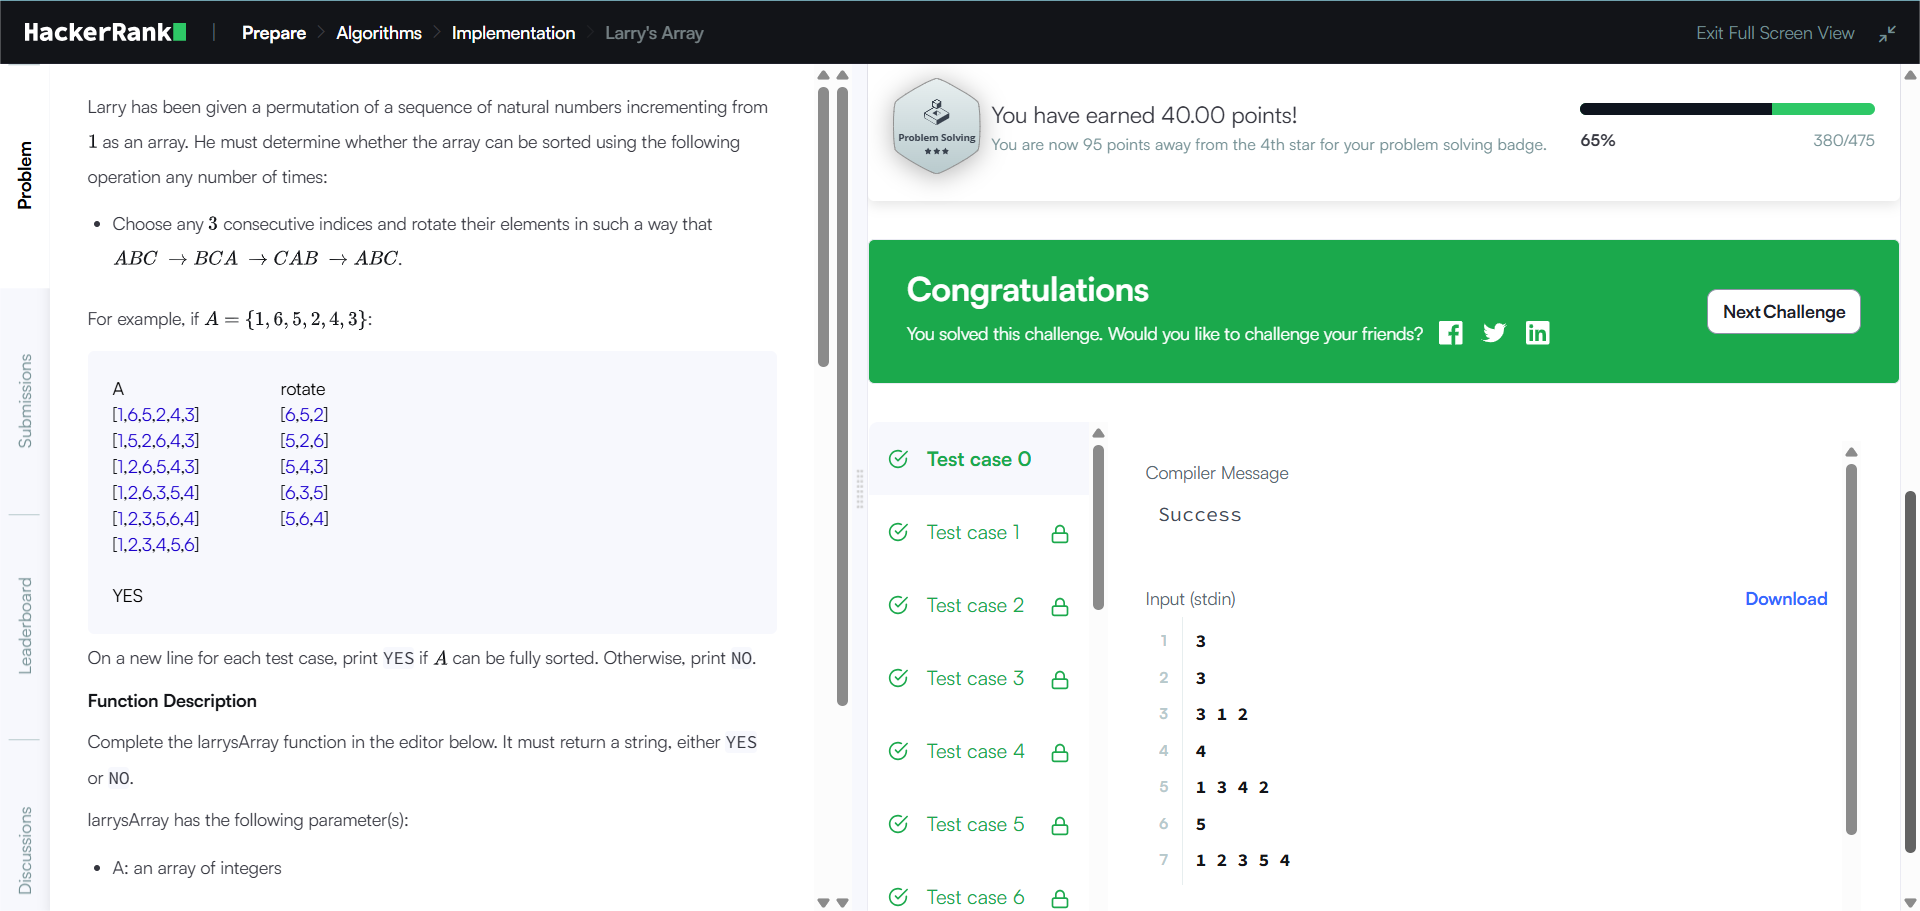 HackerRank | Prepare > Algorithms > Implementation > Larry's Array Exit Full Screen View
Problem
Submissions
Leaderboard
Discussions
Larry has been given a permutation of a sequence of natural numbers incrementing from
1 as an array. He must determine whether the array can be sorted using the following
operation any number of times:
• Choose any 3 consecutive indices and rotate their elements in such a way that
ABC → BCA → CAB → ABC.
For example, if A = {1, 6, 5, 2, 4, 3}:
A rotate
[1,6,5,2,4,3] [6,5,2]
[1,5,2,6,4,3] [5,2,6]
[1,2,6,5,4,3] [5,4,3]
[1,2,6,3,5,4] [6,3,5]
[1,2,3,5,6,4] [5,6,4]
[1,2,3,4,5,6]
YES
On a new line for each test case, print YES if A can be fully sorted. Otherwise, print NO.
Function Description
Complete the larrysArray function in the editor below. It must return a string, either YES
or NO.
larrysArray has the following parameter(s):
• A: an array of integers
Problem Solving
★★★
You have earned 40.00 points!
You are now 95 points away from the 4th star for your problem solving badge.
65% 380/475
Congratulations
You solved this challenge. Would you like to challenge your friends?
Next Challenge
Test case 0
Test case 1
Test case 2
Test case 3
Test case 4
Test case 5
Test case 6
Compiler Message
Success
Input (stdin) Download
1 3
2 3
3 3 1 2
4 4
5 1 3 4 2
6 5
7 1 2 3 5 4